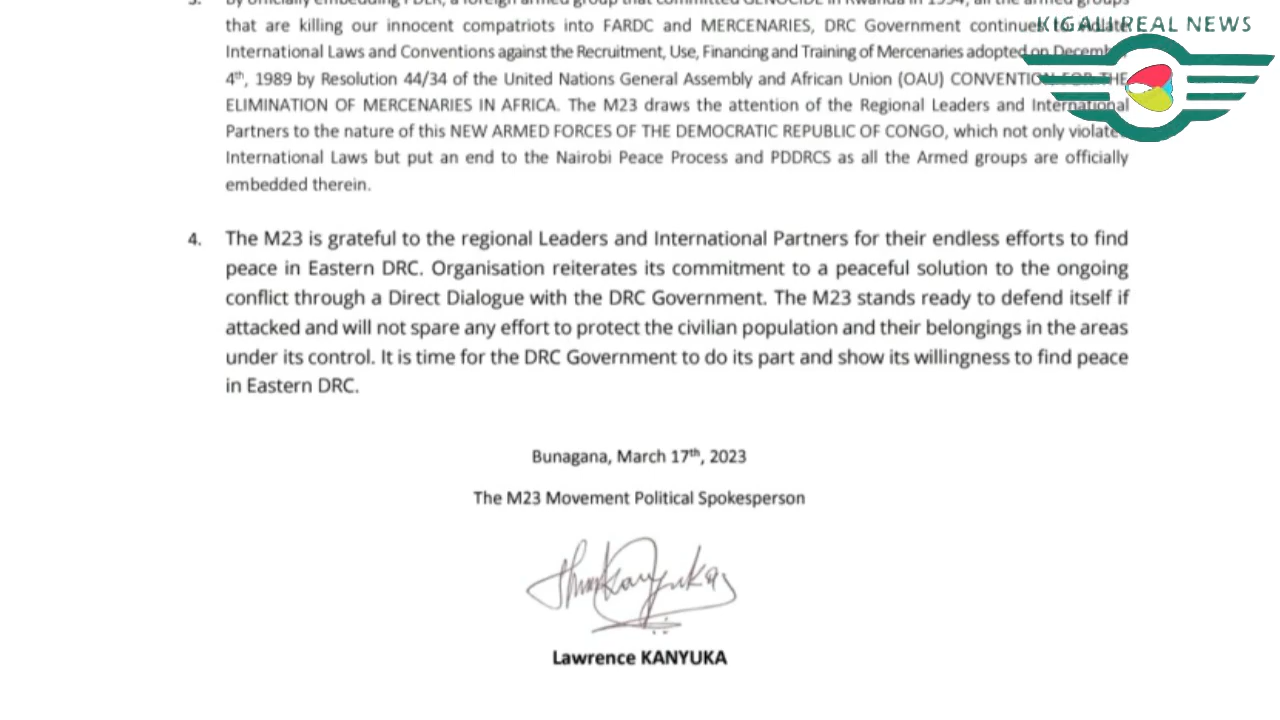 KIGALI REAL NEWS
that are killing our innocent compatriots into FARDC and MERCENARIES, DRC Government continues to
International Laws and Conventions against the Recruitment, Use, Financing and Training of Mercenaries adopted on December
4th, 1989 by Resolution 44/34 of the United Nations General Assembly and African Union (OAU) CONVENTION FOR THE
ELIMINATION OF MERCENARIES IN AFRICA. The M23 draws the attention of the Regional Leaders and International
Partners to the nature of this NEW ARMED FORCES OF THE DEMOCRATIC REPUBLIC OF CONGO, which not only violates
International Laws but put an end to the Nairobi Peace Process and PDDRCS as all the Armed groups are officially
embedded therein.
4. The M23 is grateful to the regional Leaders and International Partners for their endless efforts to find
peace in Eastern DRC. Organisation reiterates its commitment to a peaceful solution to the ongoing
conflict through a Direct Dialogue with the DRC Government. The M23 stands ready to defend itself if
attacked and will not spare any effort to protect the civilian population and their belongings in the areas
under its control. It is time for the DRC Government to do its part and show its willingness to find peace
in Eastern DRC.
Bunagana, March 17th, 2023
The M23 Movement Political Spokesperson
Lawrence KANYUKA